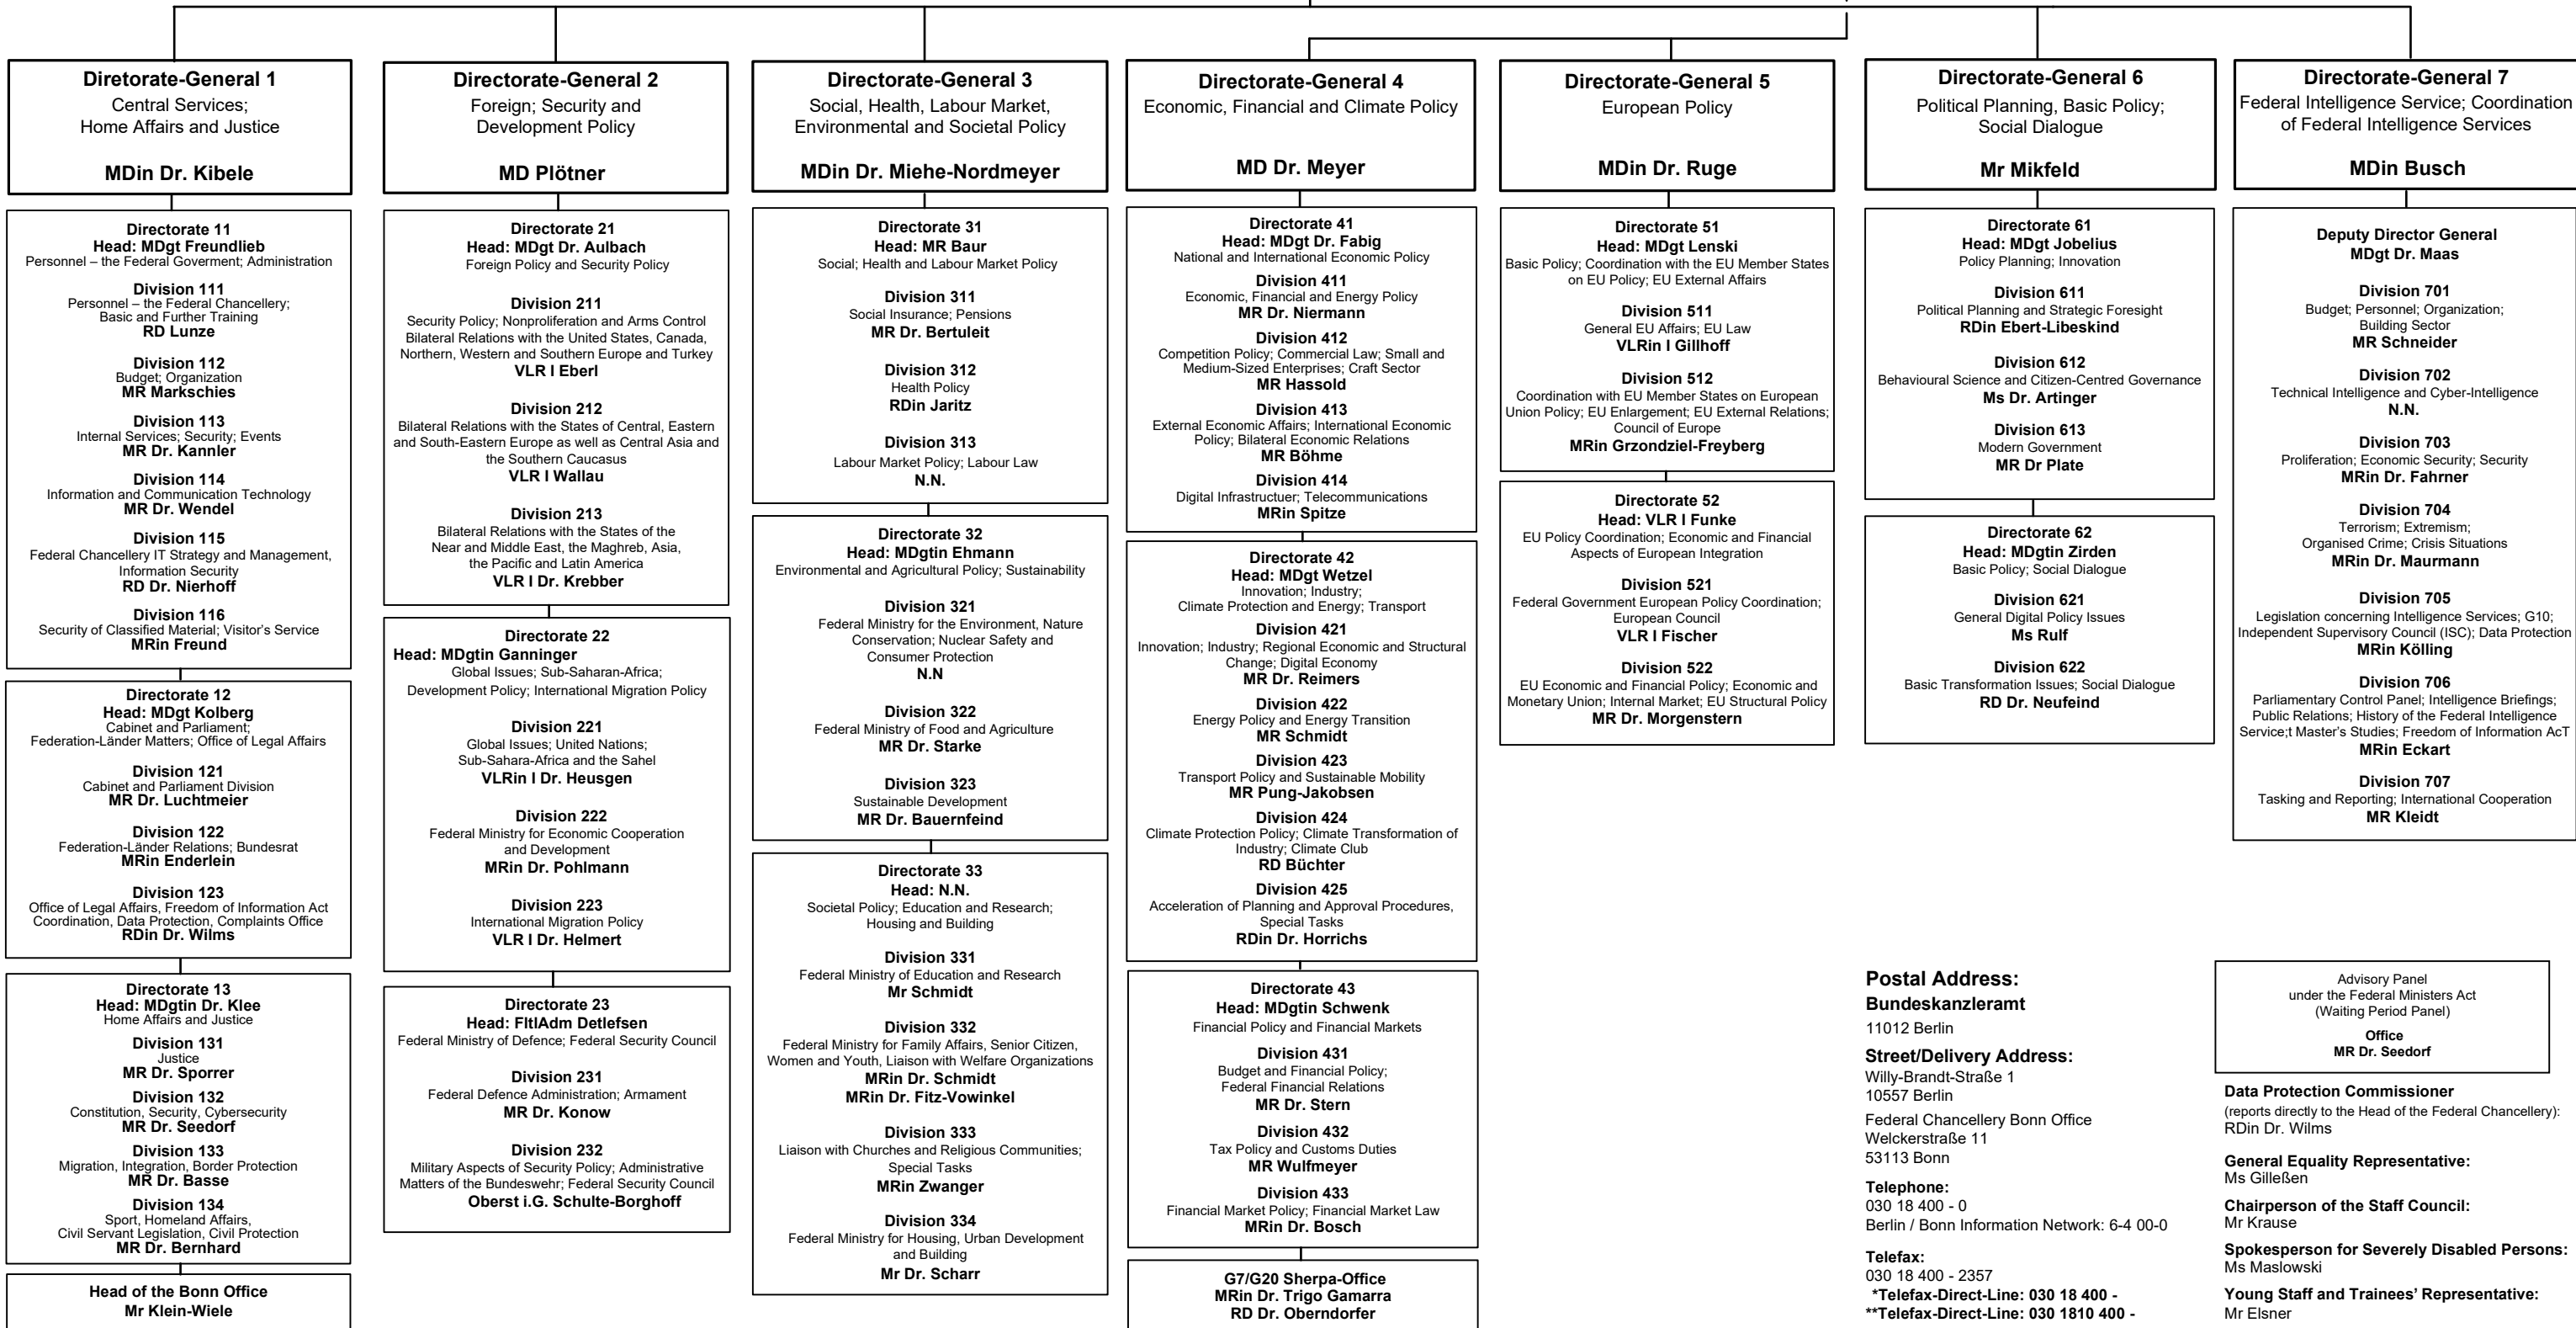 Diretorate-General 1
Central Services;
Home Affairs and Justice
MDin Dr. Kibele
Directorate 11
Head: MDgt Freundlieb
Personnel – the Federal Goverment; Administration
Division 111
Personnel – the Federal Chancellery;
Basic and Further Training
RD Lunze
Division 112
Budget; Organization
MR Markschies
Division 113
Internal Services; Security; Events
MR Dr. Kannler
Division 114
Information and Communication Technology
MR Dr. Wendel
Division 115
Federal Chancellery IT Strategy and Management,
Information Security
RD Dr. Nierhoff
Division 116
Security of Classified Material; Visitor’s Service
MRin Freund
Directorate 12
Head: MDgt Kolberg
Cabinet and Parliament;
Federation-Länder Matters; Office of Legal Affairs
Division 121
Cabinet and Parliament Division
MR Dr. Luchtmeier
Division 122
Federation-Länder Relations; Bundesrat
MRin Enderlein
Division 123
Office of Legal Affairs, Freedom of Information Act
Coordination, Data Protection, Complaints Office
RDin Dr. Wilms
Directorate 13
Head: MDgtin Dr. Klee
Home Affairs and Justice
Division 131
Justice
MR Dr. Sporrer
Division 132
Constitution, Security, Cybersecurity
MR Dr. Seedorf
Division 133
Migration, Integration, Border Protection
MR Dr. Basse
Division 134
Sport, Homeland Affairs,
Civil Servant Legislation, Civil Protection
MR Dr. Bernhard
Head of the Bonn Office
Mr Klein-Wiele
Directorate-General 2
Foreign; Security and
Development Policy
MD Plötner
Directorate 21
Head: MDgt Dr. Aulbach
Foreign Policy and Security Policy
Division 211
Security Policy; Nonproliferation and Arms Control
Bilateral Relations with the United States, Canada,
Northern, Western and Southern Europe and Turkey
VLR I Eberl
Division 212
Bilateral Relations with the States of Central, Eastern
and South-Eastern Europe as well as Central Asia and
the Southern Caucasus
VLR I Wallau
Division 213
Bilateral Relations with the States of the
Near and Middle East, the Maghreb, Asia,
the Pacific and Latin America
VLR I Dr. Krebber
Directorate 22
Head: MDgtin Ganninger
Global Issues; Sub-Saharan-Africa;
Development Policy; International Migration Policy
Division 221
Global Issues; United Nations;
Sub-Sahara-Africa and the Sahel
VLRin I Dr. Heusgen
Division 222
Federal Ministry for Economic Cooperation
and Development
MRin Dr. Pohlmann
Division 223
International Migration Policy
VLR I Dr. Helmert
Directorate 23
Head: FltlAdm Detlefsen
Federal Ministry of Defence; Federal Security Council
Division 231
Federal Defence Administration; Armament
MR Dr. Konow
Division 232
Military Aspects of Security Policy; Administrative
Matters of the Bundeswehr; Federal Security Council
Oberst i.G. Schulte-Borghoff
Directorate-General 3
Social, Health, Labour Market,
Environmental and Societal Policy
MDin Dr. Miehe-Nordmeyer
Directorate 31
Head: MR Baur
Social; Health and Labour Market Policy
Division 311
Social Insurance; Pensions
MR Dr. Bertuleit
Division 312
Health Policy
RDin Jaritz
Division 313
Labour Market Policy; Labour Law
N.N.
Directorate 32
Head: MDgtin Ehmann
Environmental and Agricultural Policy; Sustainability
Division 321
Federal Ministry for the Environment, Nature
Conservation; Nuclear Safety and
Consumer Protection
N.N
Division 322
Federal Ministry of Food and Agriculture
MR Dr. Starke
Division 323
Sustainable Development
MR Dr. Bauernfeind
Directorate 33
Head: N.N.
Societal Policy; Education and Research;
Housing and Building
Division 331
Federal Ministry of Education and Research
Mr Schmidt
Division 332
Federal Ministry for Family Affairs, Senior Citizen,
Women and Youth, Liaison with Welfare Organizations
MRin Dr. Schmidt
MRin Dr. Fitz-Vowinkel
Division 333
Liaison with Churches and Religious Communities;
Special Tasks
MRin Zwanger
Division 334
Federal Ministry for Housing, Urban Development
and Building
Mr Dr. Scharr
Directorate-General 4
Economic, Financial and Climate Policy
MD Dr. Meyer
Directorate 41
Head: MDgt Dr. Fabig
National and International Economic Policy
Division 411
Economic, Financial and Energy Policy
MR Dr. Niermann
Division 412
Competition Policy; Commercial Law; Small and
Medium-Sized Enterprises; Craft Sector
MR Hassold
Division 413
External Economic Affairs; International Economic
Policy; Bilateral Economic Relations
MR Böhme
Division 414
Digital Infrastructuer; Telecommunications
MRin Spitze
Directorate 42
Head: MDgt Wetzel
Innovation; Industry;
Climate Protection and Energy; Transport
Division 421
Innovation; Industry; Regional Economic and Structural
Change; Digital Economy
MR Dr. Reimers
Division 422
Energy Policy and Energy Transition
MR Schmidt
Division 423
Transport Policy and Sustainable Mobility
MR Pung-Jakobsen
Division 424
Climate Protection Policy; Climate Transformation of
Industry; Climate Club
RD Büchter
Division 425
Acceleration of Planning and Approval Procedures,
Special Tasks
RDin Dr. Horrichs
Directorate 43
Head: MDgtin Schwenk
Financial Policy and Financial Markets
Division 431
Budget and Financial Policy;
Federal Financial Relations
MR Dr. Stern
Division 432
Tax Policy and Customs Duties
MR Wulfmeyer
Division 433
Financial Market Policy; Financial Market Law
MRin Dr. Bosch
G7/G20 Sherpa-Office
MRin Dr. Trigo Gamarra
RD Dr. Oberndorfer
Directorate-General 5
European Policy
MDin Dr. Ruge
Directorate 51
Head: MDgt Lenski
Basic Policy; Coordination with the EU Member States
on EU Policy; EU External Affairs
Division 511
General EU Affairs; EU Law
VLRin I Gillhoff
Division 512
Coordination with EU Member States on European
Union Policy; EU Enlargement; EU External Relations;
Council of Europe
MRin Grzondziel-Freyberg
Directorate 52
Head: VLR I Funke
EU Policy Coordination; Economic and Financial
Aspects of European Integration
Division 521
Federal Government European Policy Coordination;
European Council
VLR I Fischer
Division 522
EU Economic and Financial Policy; Economic and
Monetary Union; Internal Market; EU Structural Policy
MR Dr. Morgenstern
Directorate-General 6
Political Planning, Basic Policy;
Social Dialogue
Mr Mikfeld
Directorate 61
Head: MDgt Jobelius
Policy Planning; Innovation
Division 611
Political Planning and Strategic Foresight
RDin Ebert-Libeskind
Division 612
Behavioural Science and Citizen-Centred Governance
Ms Dr. Artinger
Division 613
Modern Government
MR Dr Plate
Directorate 62
Head: MDgtin Zirden
Basic Policy; Social Dialogue
Division 621
General Digital Policy Issues
Ms Rulf
Division 622
Basic Transformation Issues; Social Dialogue
RD Dr. Neufeind
Directorate-General 7
Federal Intelligence Service; Coordination
of Federal Intelligence Services
MDin Busch
Deputy Director General
MDgt Dr. Maas
Division 701
Budget; Personnel; Organization;
Building Sector
MR Schneider
Division 702
Technical Intelligence and Cyber-Intelligence
N.N.
Division 703
Proliferation; Economic Security; Security
MRin Dr. Fahrner
Division 704
Terrorism; Extremism;
Organised Crime; Crisis Situations
MRin Dr. Maurmann
Division 705
Legislation concerning Intelligence Services; G10;
Independent Supervisory Council (ISC); Data Protection
MRin Kölling
Division 706
Parliamentary Control Panel; Intelligence Briefings;
Public Relations; History of the Federal Intelligence
Service;t Master’s Studies; Freedom of Information AcT
MRin Eckart
Division 707
Tasking and Reporting; International Cooperation
MR Kleidt
Postal Address:
Bundeskanzleramt
11012 Berlin
Street/Delivery Address:
Willy-Brandt-Straße 1
10557 Berlin
Federal Chancellery Bonn Office
Welckerstraße 11
53113 Bonn
Telephone:
030 18 400 - 0
Berlin / Bonn Information Network: 6-4 00-0
Telefax:
030 18 400 - 2357
*Telefax-Direct-Line: 030 18 400 -
**Telefax-Direct-Line: 030 1810 400 -
Advisory Panel
under the Federal Ministers Act
(Waiting Period Panel)
Office
MR Dr. Seedorf
Data Protection Commissioner
(reports directly to the Head of the Federal Chancellery):
RDin Dr. Wilms
General Equality Representative:
Ms Gilleßen
Chairperson of the Staff Council:
Mr Krause
Spokesperson for Severely Disabled Persons:
Ms Maslowski
Young Staff and Trainees’ Representative:
Mr Elsner